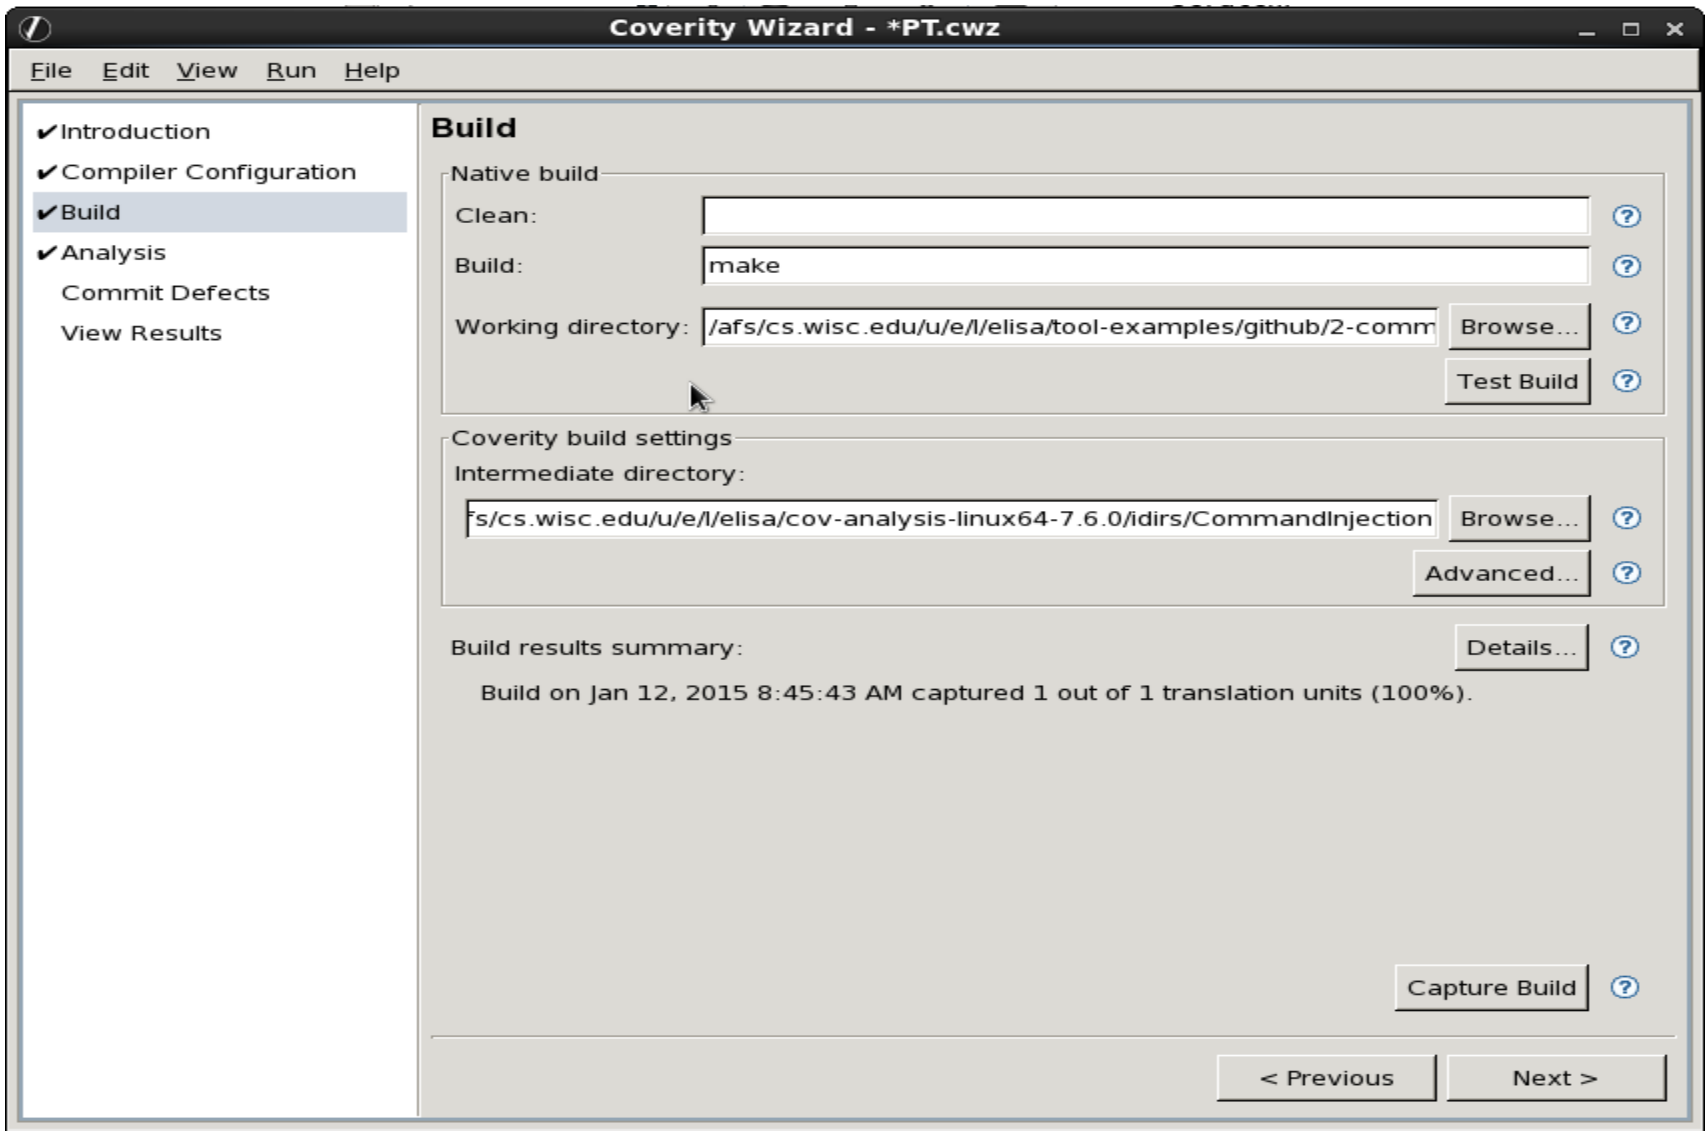 Coverity Wizard - *PT.cwz
File Edit View Run Help
✔Introduction
✔Compiler Configuration
✔Build
✔Analysis
Commit Defects
View Results
Build
Native build
Clean:
Build: make
Working directory: /afs/cs.wisc.edu/u/e/l/elisa/tool-examples/github/2-comm Browse...
Test Build
Coverity build settings
Intermediate directory:
fs/cs.wisc.edu/u/e/l/elisa/cov-analysis-linux64-7.6.0/idirs/CommandInjection Browse...
Advanced...
Build results summary: Details...
Build on Jan 12, 2015 8:45:43 AM captured 1 out of 1 translation units (100%).
Capture Build
< Previous Next >